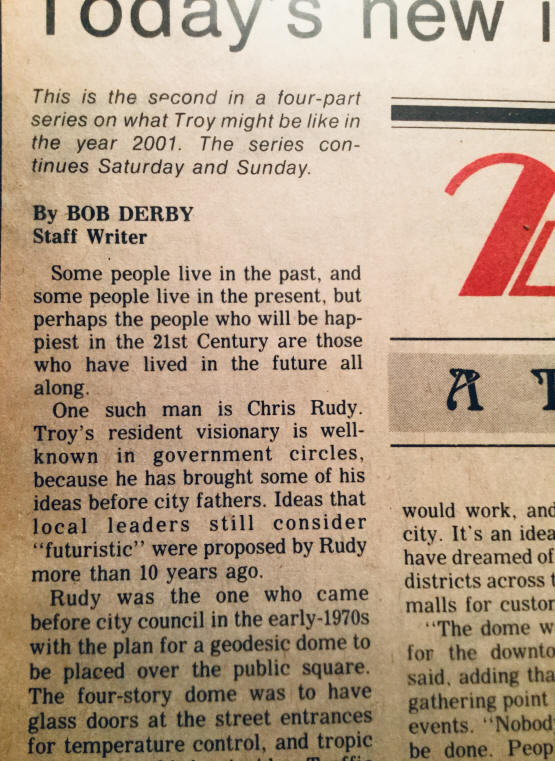 Today's new i
This is the second in a four-part
series on what Troy might be like in
the year 2001. The series con-
tinues Saturday and Sunday.
By BOB DERBY
Staff Writer
Some people live in the past, and
some people live in the present, but
perhaps the people who will be hap-
piest in the 21st Century are those
who have lived in the future all
along.
One such man is Chris Rudy.
Troy's resident visionary is well-
known in government circles,
because he has brought some of his
ideas before city fathers. Ideas that
local leaders still consider
“futuristic” were proposed by Rudy
more than 10 years ago.
Rudy was the one who came
before city council in the early-1970s
with the plan for a geodesic dome to
be placed over the public square.
The four-story dome was to have
glass doors at the street entrances
for temperature control, and tropic
A T
would work, and
city. It's an idea
have dreamed of
districts across t
malls for custom
“The dome w
for the downto
said, adding tha
gathering point
events. “Nobody
be done. Peop